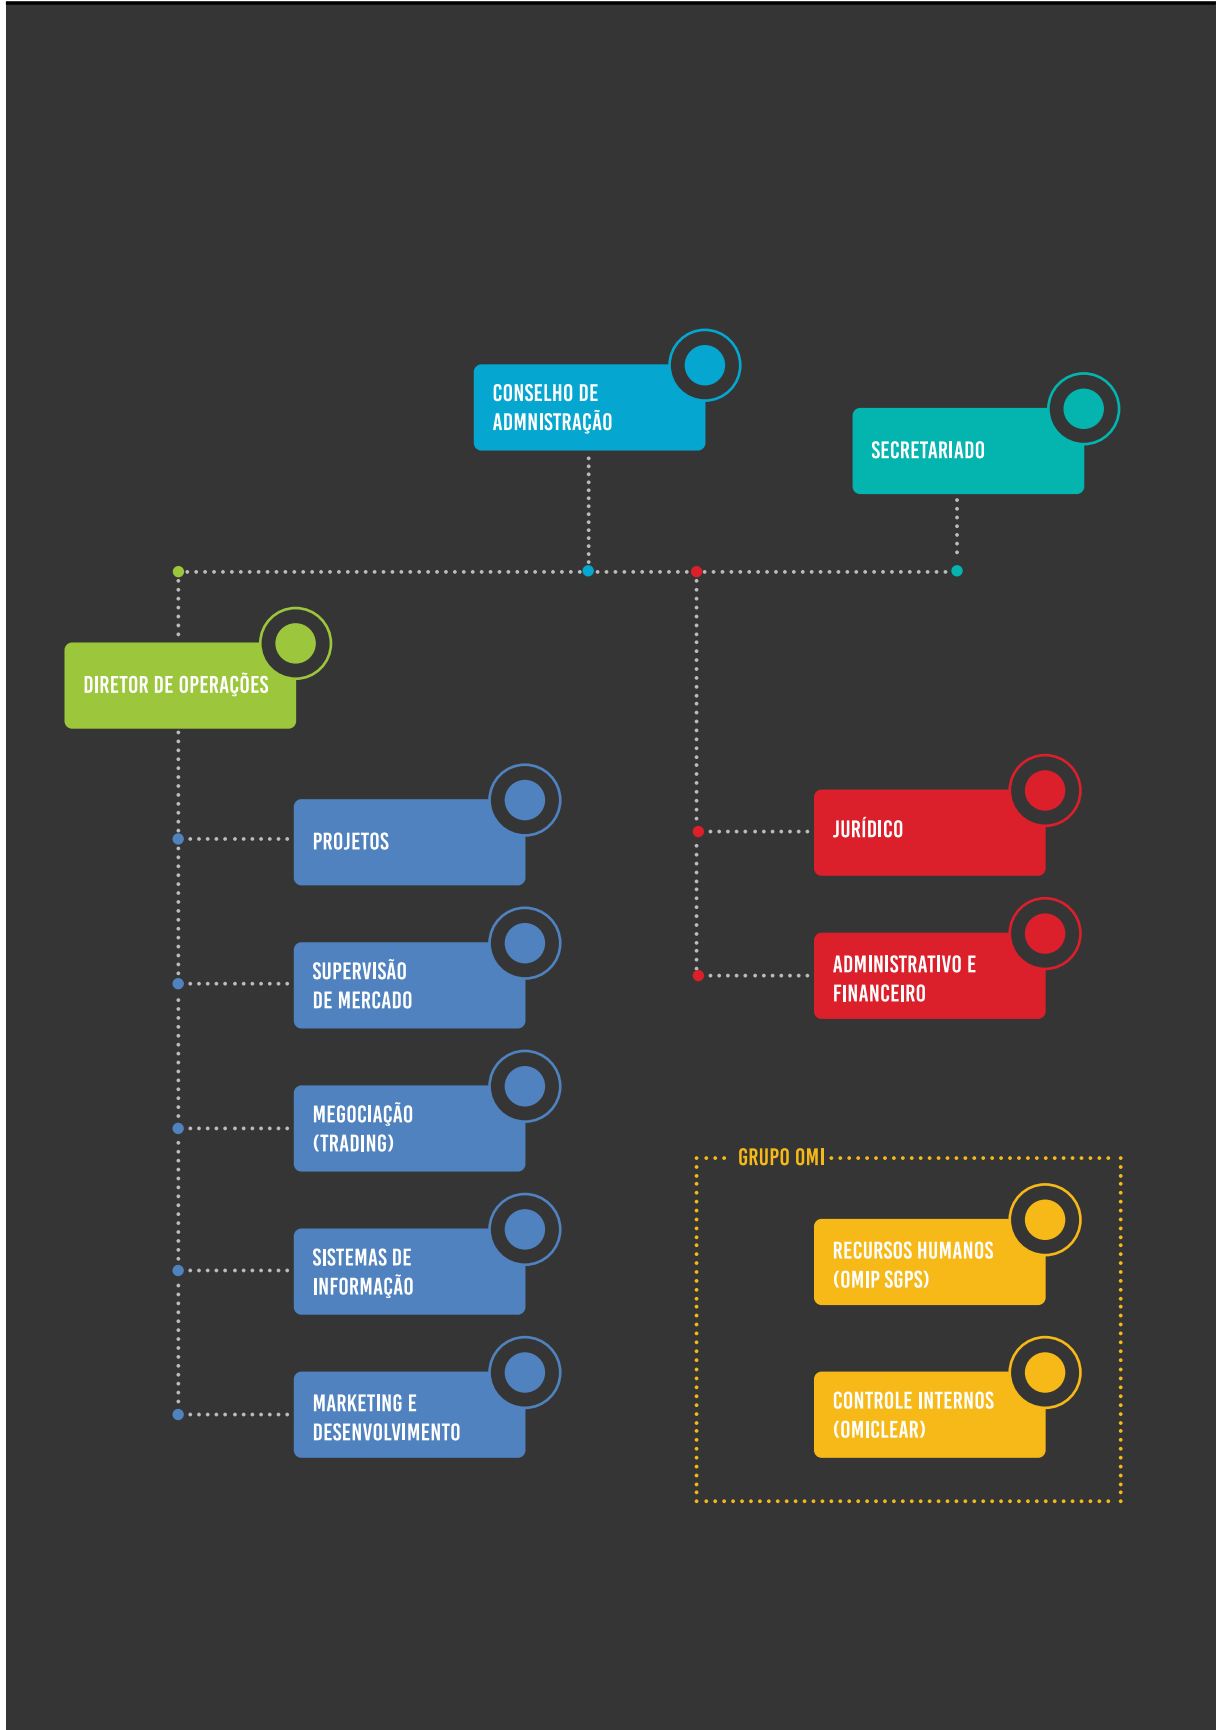 CONSELHO DE
ADMNISTRAÇÃO
SECRETARIADO
DIRETOR DE OPERAÇÕES
PROJETOS
SUPERVISÃO
DE MERCADO
MEGOCIAÇÃO
(TRADING)
SISTEMAS DE
INFORMAÇÃO
MARKETING E
DESENVOLVIMENTO
JURÍDICO
ADMINISTRATIVO E
FINANCEIRO
GRUPO OMI
RECURSOS HUMANOS
(OMIP SGPS)
CONTROLE INTERNOS
(OMICLEAR)